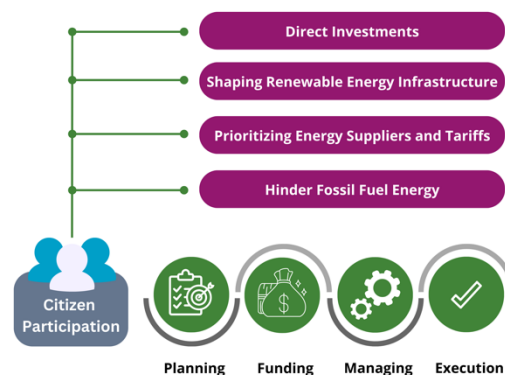 Direct Investments
Shaping Renewable Energy Infrastructure
Prioritizing Energy Suppliers and Tariffs
Hinder Fossil Fuel Energy
Citizen
Participation
$
Planning Funding Managing Execution